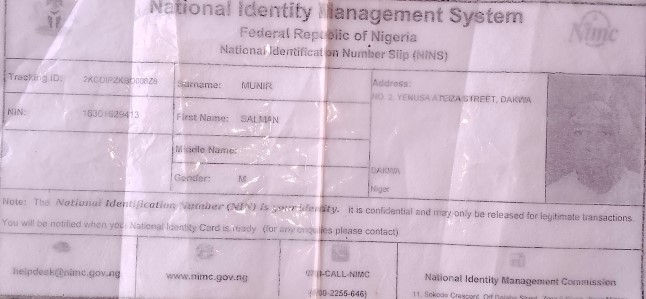 National Identity Management System
Federal Republic of Nigeria
National Identification Number Slip (NINS)
nimc
Tracking ID:
Surname: MUNIR
Address:
NIN:
First Name: SALMAN
STREET, DAKWA
Middle Name:
Gender: M
DAKWA
Niger
Note: The National Identification Number (NIN) is your identity. It is confidential and may only be released for legitimate transactions.
You will be notified when your National Identity Card is ready (for any enquiries please contact)
helpdesk@nimc.gov.ng
www.nimc.gov.ng
-CALL-NIMC
-2255-646)
National Identity Management Commission
11, Sokode Crescent,